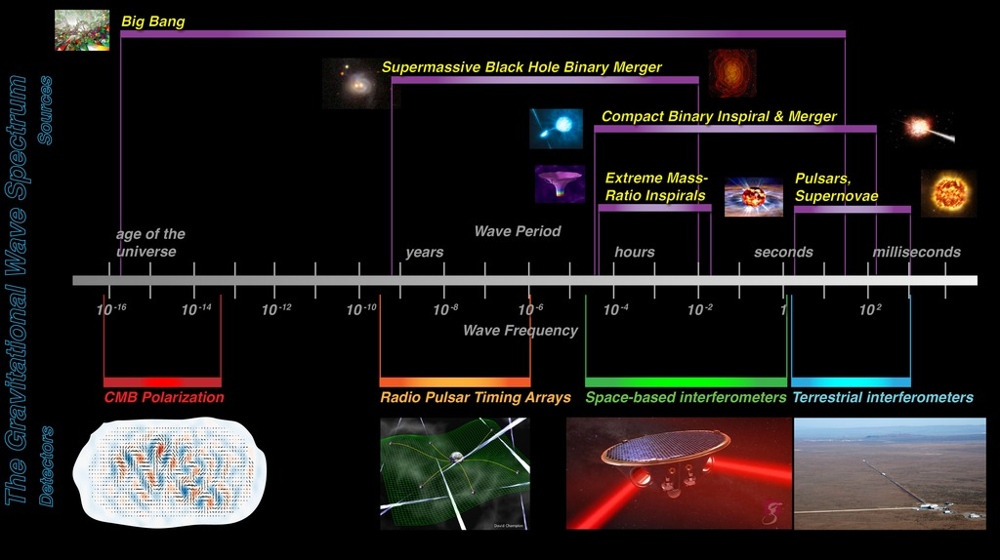 The Gravitational Wave Spectrum
Sources
Detectors
Big Bang
Supermassive Black Hole Binary Merger
Compact Binary Inspiral & Merger
Extreme Mass-
Ratio Inspirals
Pulsars,
Supernovae
age of the
universe
Wave Period
years
hours
seconds
milliseconds
10⁻¹⁶ 10⁻¹⁴ 10⁻¹² 10⁻¹⁰ 10⁻⁸ 10⁻⁶ 10⁻⁴ 10⁻² 1 10²
Wave Frequency
CMB Polarization
Radio Pulsar Timing Arrays
Space-based interferometers
Terrestrial interferometers
David Champion